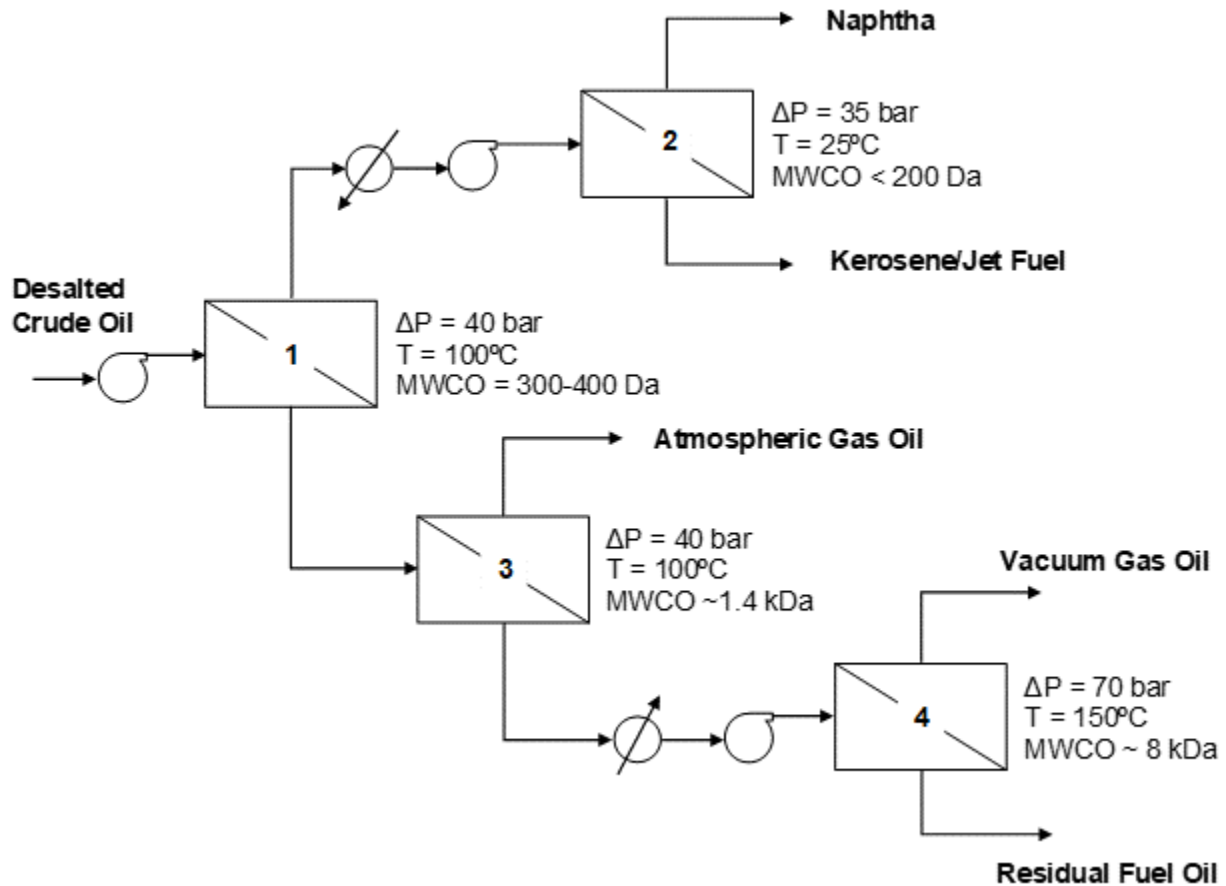 Naphtha
2
ΔP = 35 bar
T = 25ºC
MWCO < 200 Da
Kerosene/Jet Fuel
Desalted
Crude Oil
1
ΔP = 40 bar
T = 100ºC
MWCO = 300-400 Da
Atmospheric Gas Oil
3
ΔP = 40 bar
T = 100ºC
MWCO ~1.4 kDa
Vacuum Gas Oil
4
ΔP = 70 bar
T = 150ºC
MWCO ~ 8 kDa
Residual Fuel Oil